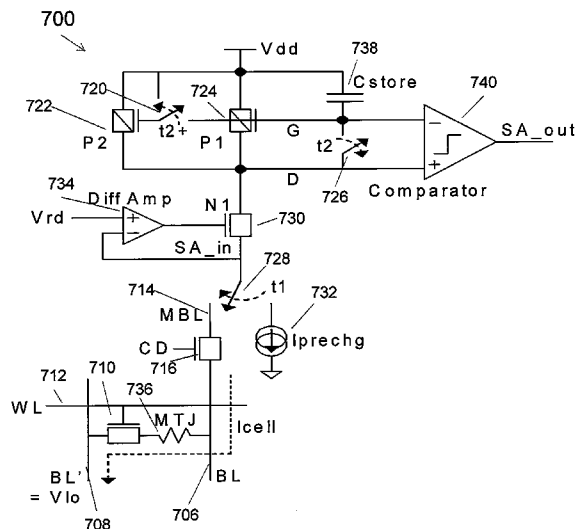 700
Vdd
738
720
724
Cstore
740
722
t2+
P2
P1
G
t2
SA_out
D
726
Comparator
734
Diff Amp
N1
Vrd
730
SA_in
728
714
t1
732
MBL
CD
716
Iprechg
710
712
736
WL
MTJ
Icell
BL'
= Vlo
BL
708
706